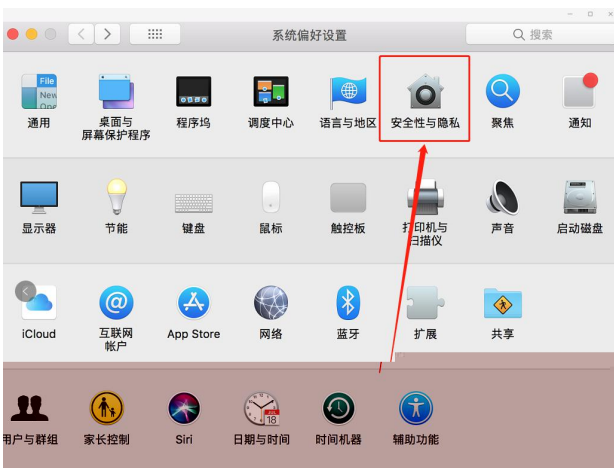 系统偏好设置
搜索
File
New
通用
桌面与
屏幕保护程序
程序坞
调度中心
语言与地区
安全性与隐私
聚焦
通知
显示器
节能
键盘
鼠标
触控板
打印机与
扫描仪
声音
启动磁盘
iCloud
互联网
帐户
App Store
网络
蓝牙
扩展
共享
用户与群组
家长控制
Siri
18
日期与时间
时间机器
辅助功能